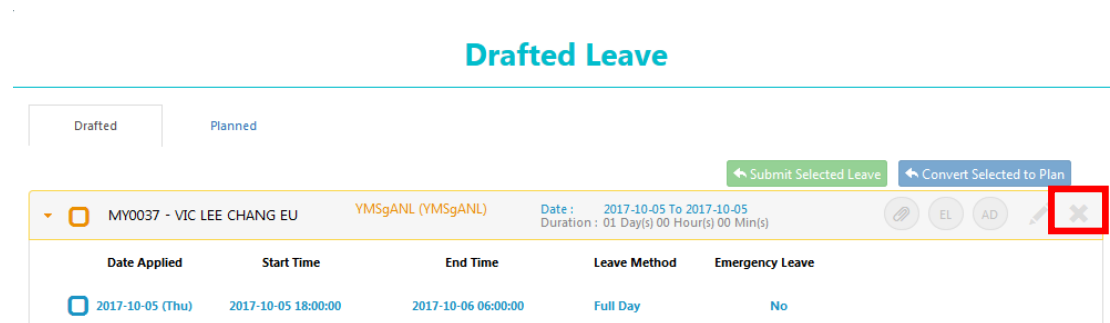 Drafted Leave
Drafted Planned
Submit Selected Leave Convert Selected to Plan
MY0037 - VIC LEE CHANG EU YMSgANL (YMSgANL) Date : 2017-10-05 To 2017-10-05 EL AD
Duration : 01 Day(s) 00 Hour(s) 00 Min(s)
Date Applied Start Time End Time Leave Method Emergency Leave
2017-10-05 (Thu) 2017-10-05 18:00:00 2017-10-06 06:00:00 Full Day No